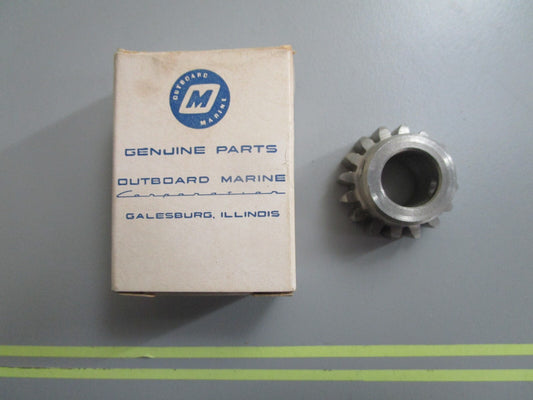 OUTBOARD
M
MARINE
GENUINE PARTS
OUTBOARD MARINE
Corporation
GALESBURG, ILLINOIS